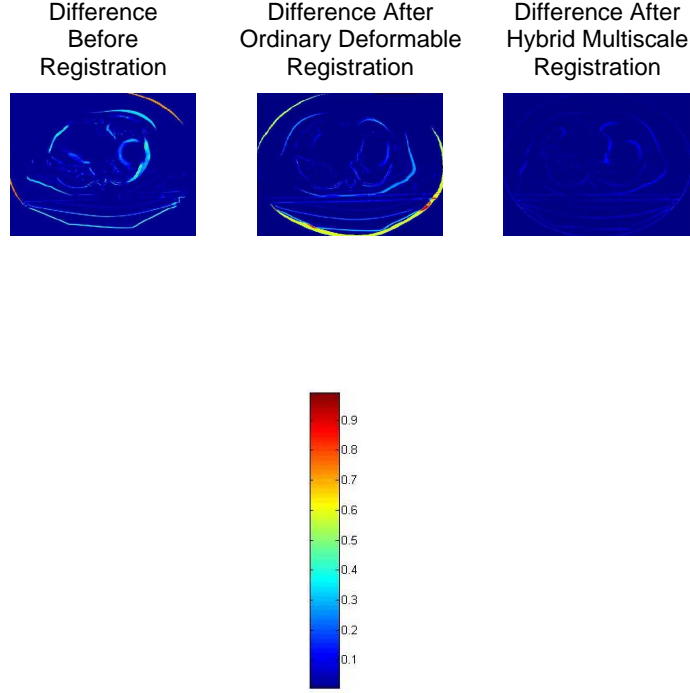 Difference
Before
Registration
Difference After
Ordinary Deformable
Registration
Difference After
Hybrid Multiscale
Registration
0.9
0.8
0.7
0.6
0.5
0.4
0.3
0.2
0.1